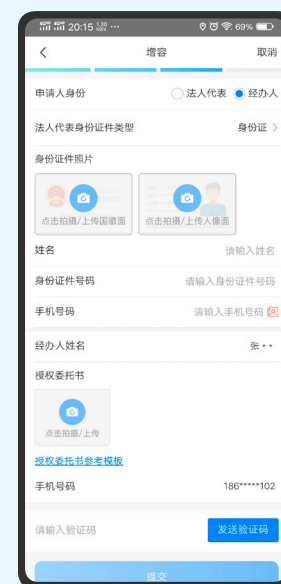 20:15
69%
增容
取消
申请人身份
法人代表
经办人
法人代表身份证件类型
身份证
身份证件照片
点击拍摄/上传国徽面
点击拍摄/上传人像面
姓名
请输入姓名
身份证件号码
请输入身份证件号码
手机号码
请输入手机号码
经办人姓名
张**
授权委托书
点击拍摄/上传
授权委托书参考模板
手机号码
186*****102
请输入验证码
发送验证码
提交